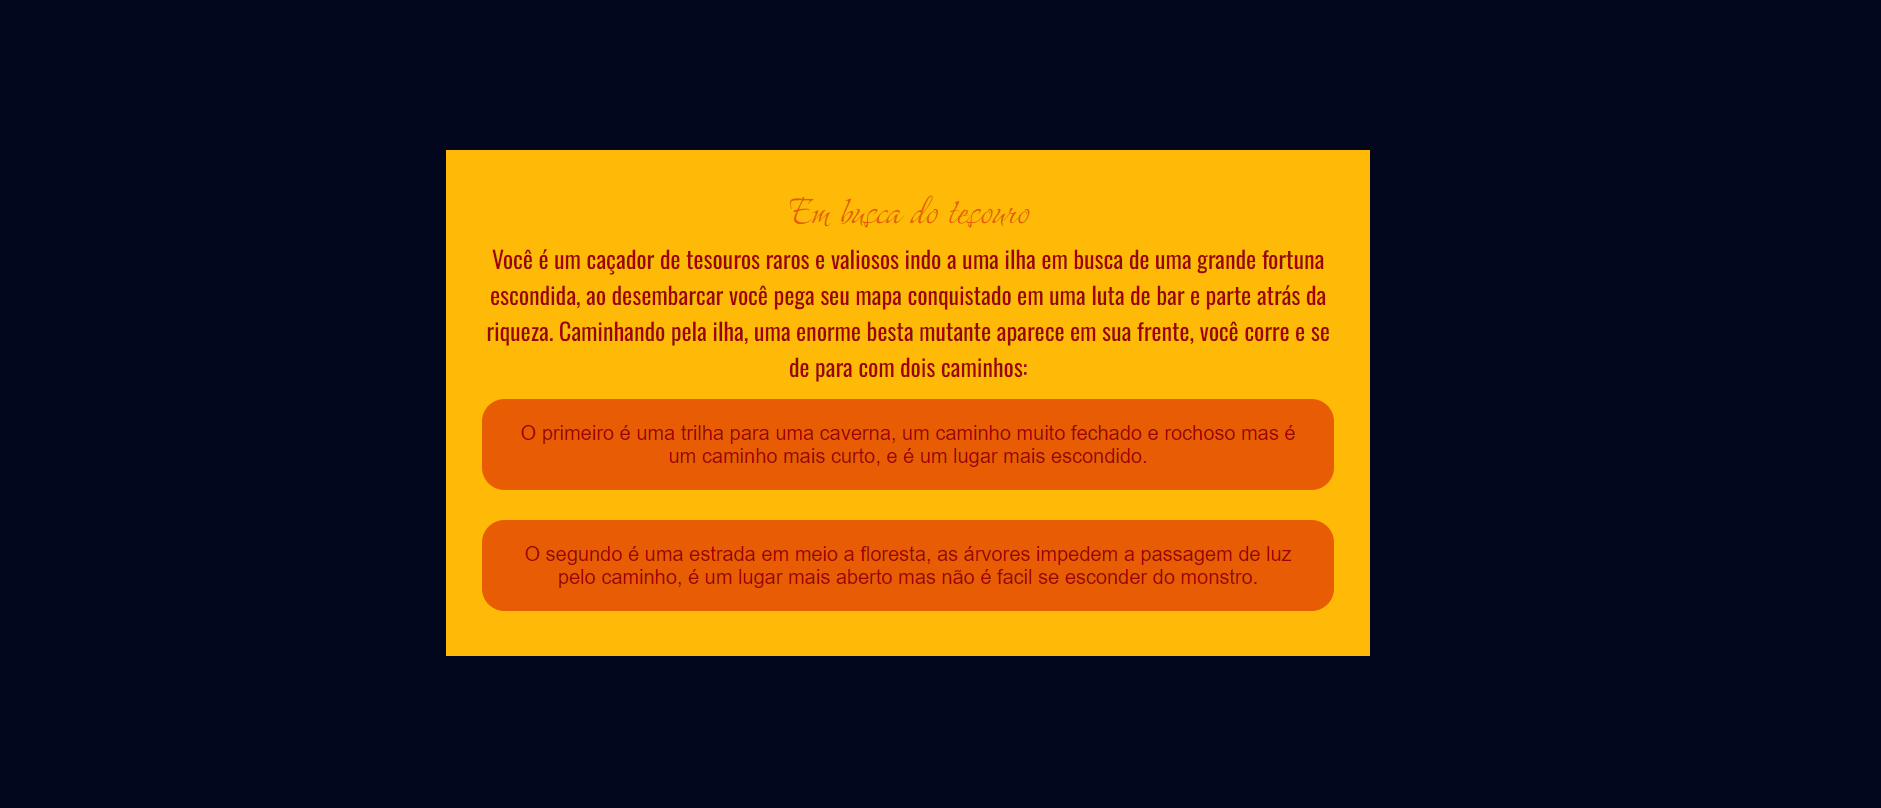 Em busca do tesouro
Você é um caçador de tesouros raros e valiosos indo a uma ilha em busca de uma grande fortuna
escondida, ao desembarcar você pega seu mapa conquistado em uma luta de bar e parte atrás da
riqueza. Caminhando pela ilha, uma enorme besta mutante aparece em sua frente, você corre e se
de para com dois caminhos:
O primeiro é uma trilha para uma caverna, um caminho muito fechado e rochoso mas é
um caminho mais curto, e é um lugar mais escondido.
O segundo é uma estrada em meio a floresta, as árvores impedem a passagem de luz
pelo caminho, é um lugar mais aberto mas não é facil se esconder do monstro.